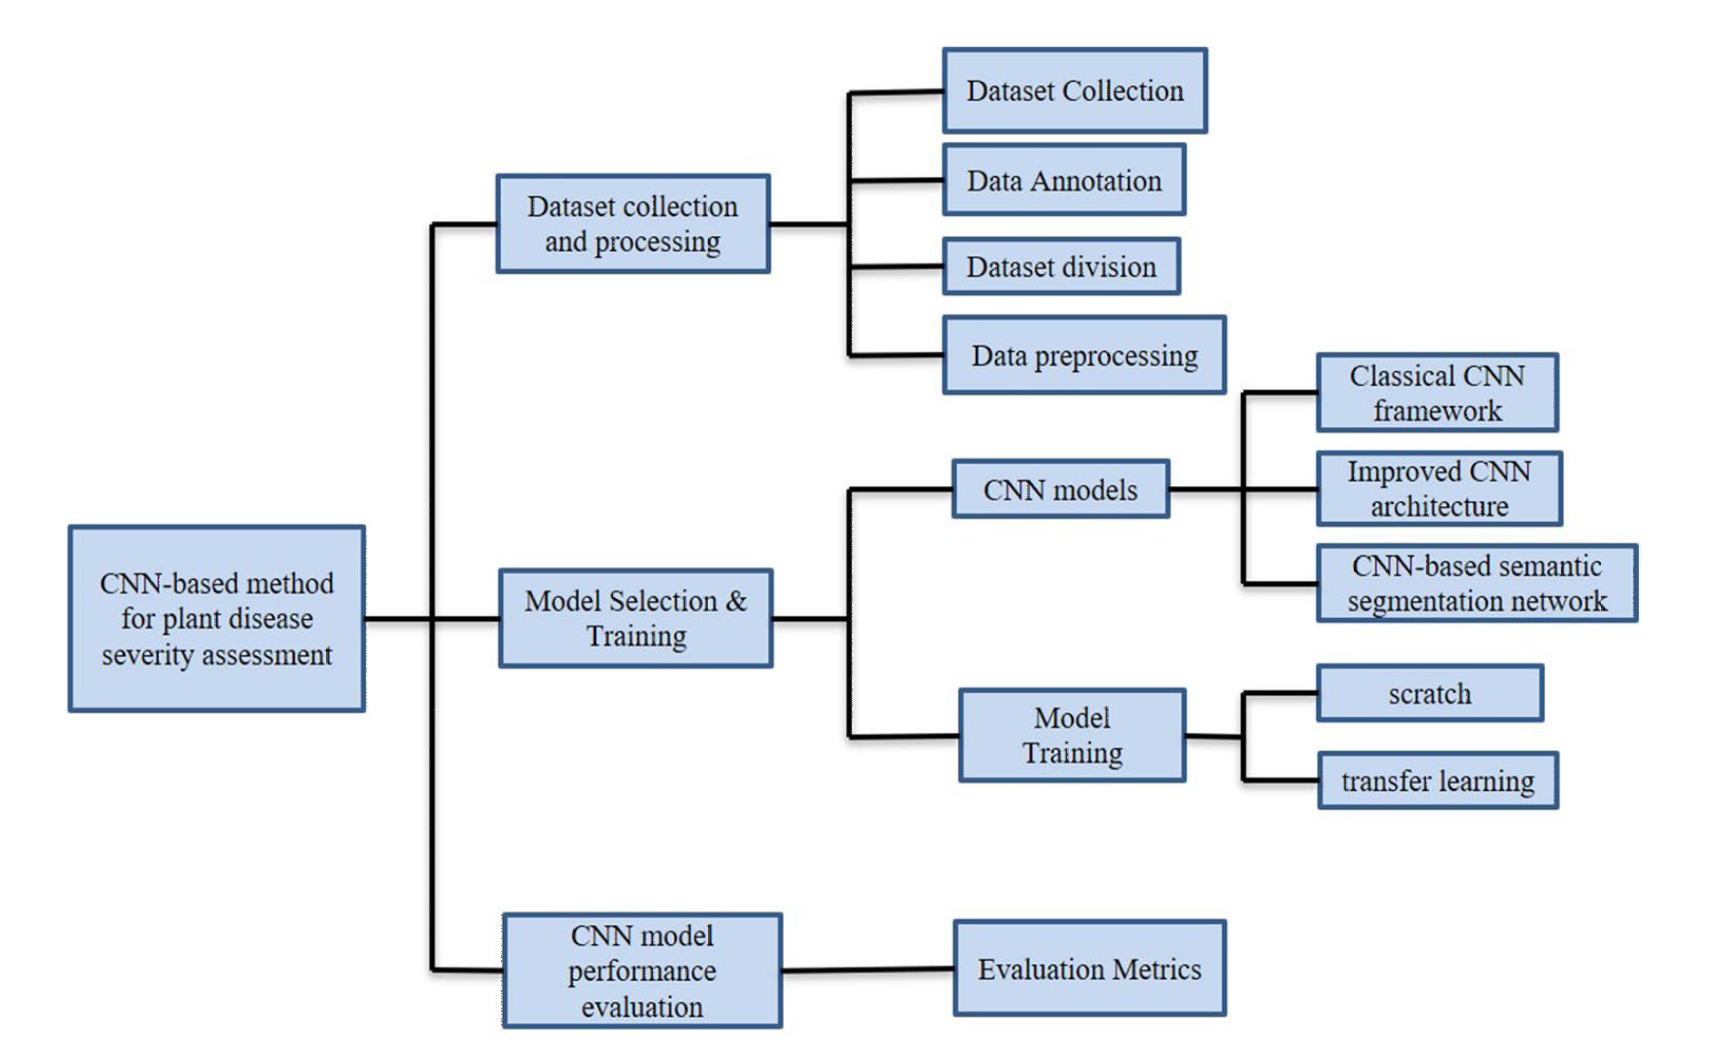 CNN-based method
for plant disease
severity assessment
Dataset collection
and processing
Dataset Collection
Data Annotation
Dataset division
Data preprocessing
Model Selection &
Training
CNN models
Classical CNN
framework
Improved CNN
architecture
CNN-based semantic
segmentation network
Model
Training
scratch
transfer learning
CNN model
performance
evaluation
Evaluation Metrics